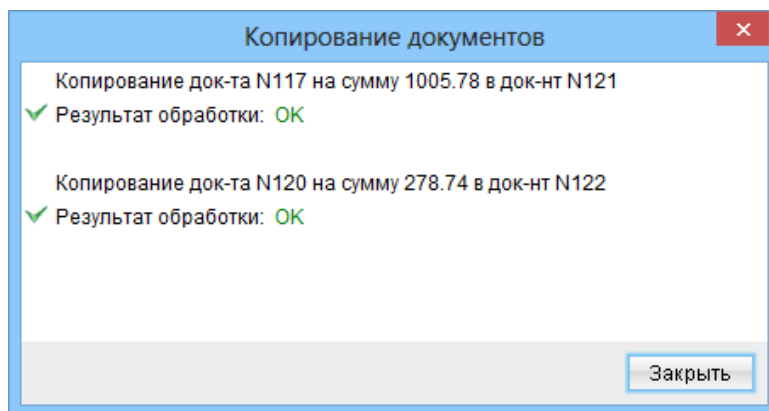 Копирование документов
Копирование док-та N117 на сумму 1005.78 в док-нт N121
Результат обработки: OK
Копирование док-та N120 на сумму 278.74 в док-нт N122
Результат обработки: OK
Закрыть